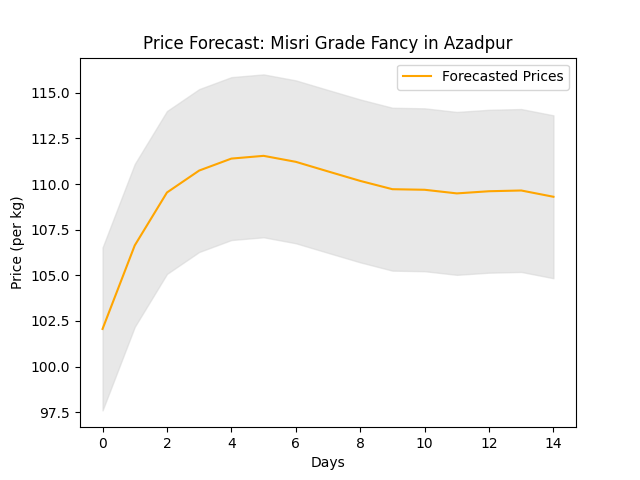 Price Forecast: Misri Grade Fancy in Azadpur
Forecasted Prices
Price (per kg)
115.0
112.5
110.0
107.5
105.0
102.5
100.0
97.5
0 2 4 6 8 10 12 14
Days